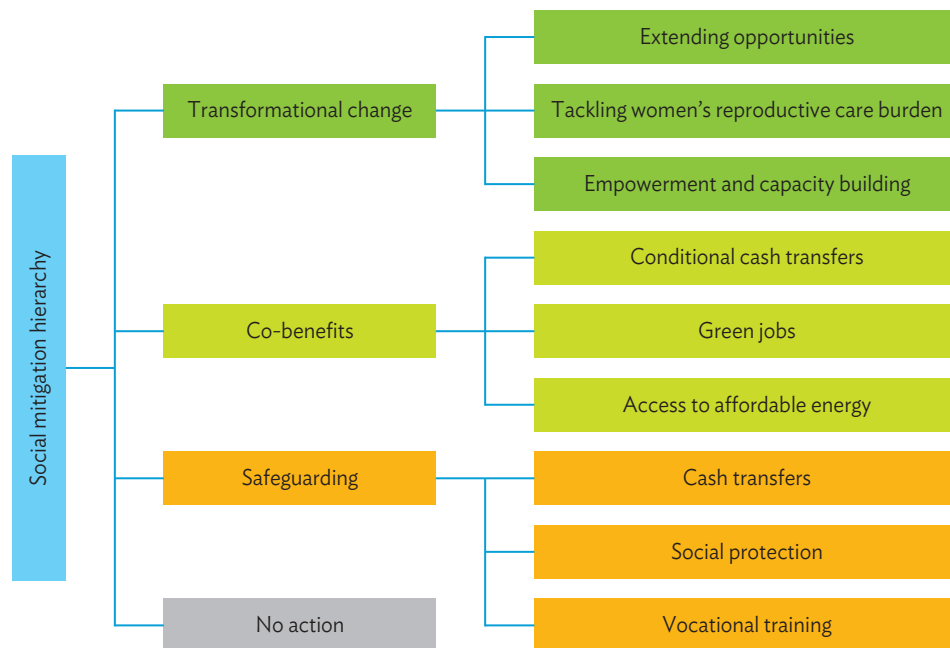 Social mitigation hierarchy
Transformational change
Extending opportunities
Tackling women’s reproductive care burden
Empowerment and capacity building
Co-benefits
Conditional cash transfers
Green jobs
Access to affordable energy
Safeguarding
Cash transfers
Social protection
Vocational training
No action